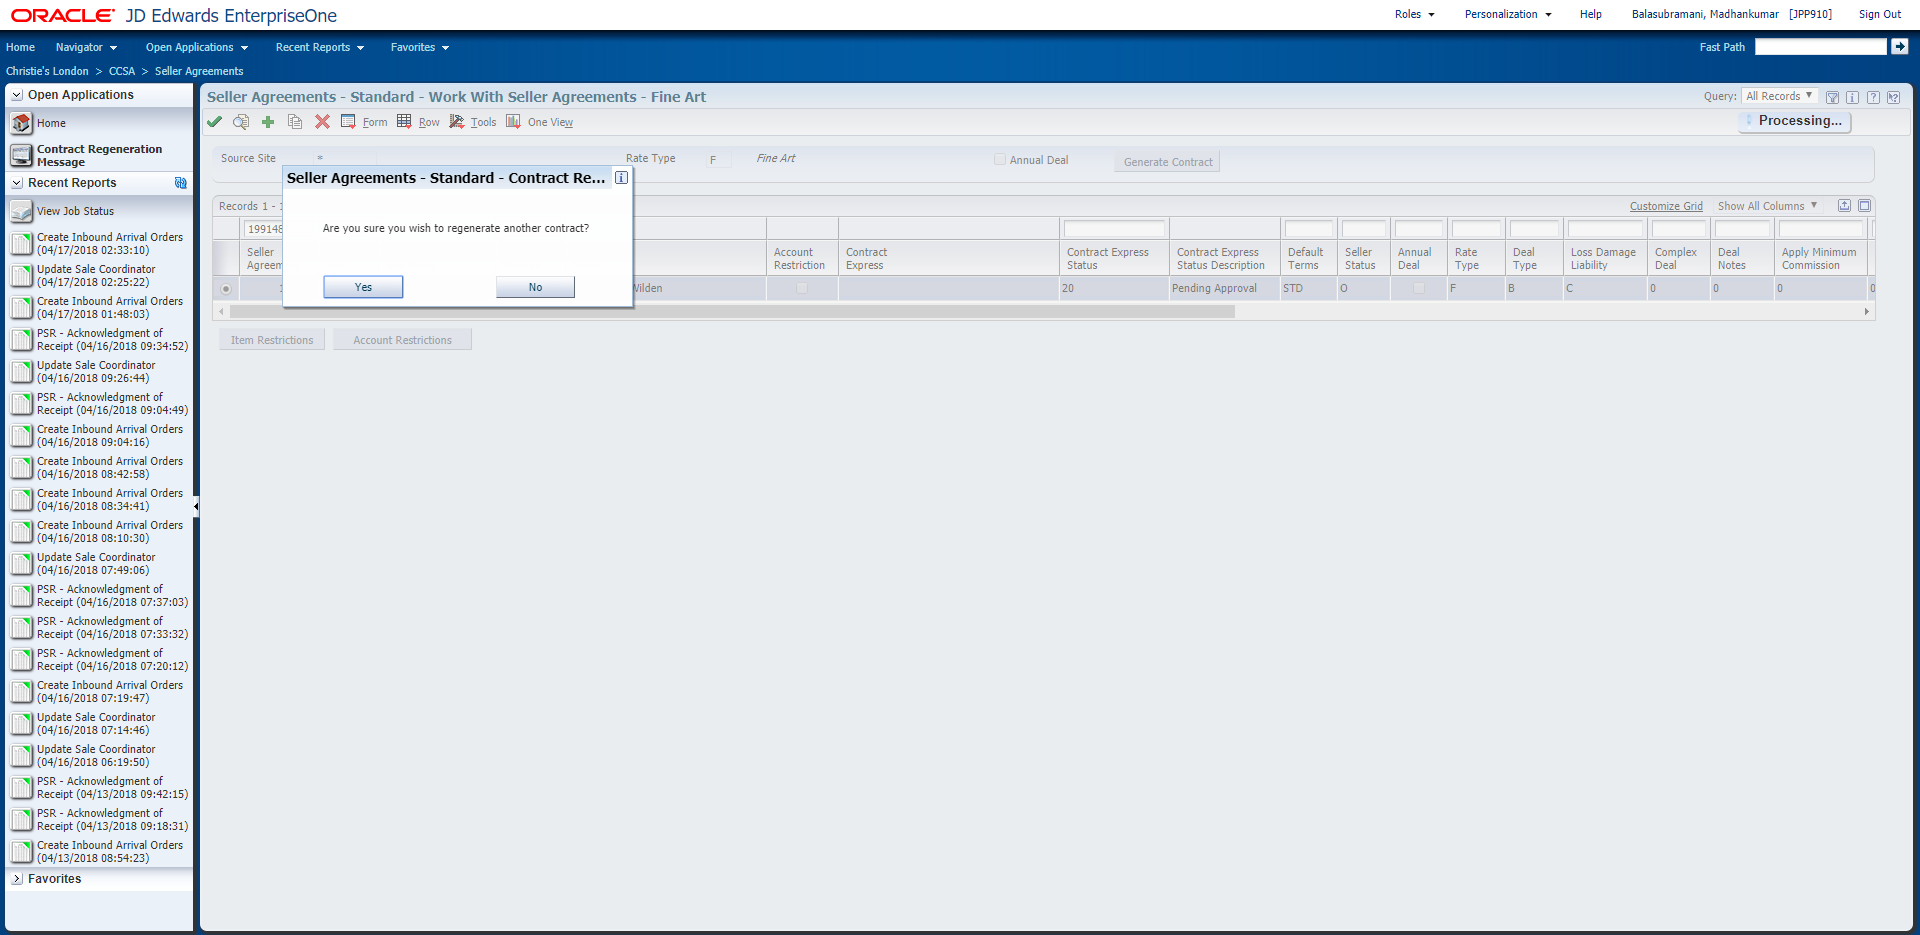 ORACLE JD Edwards EnterpriseOne
Roles Personalization Help Balasubramani, Madhankumar [JPP910] Sign Out
Home Navigator Open Applications Recent Reports Favorites Fast Path
Christie's London > CCSA > Seller Agreements
Open Applications
Home
Contract Regeneration
Message
Recent Reports
View Job Status
Create Inbound Arrival Orders
(04/17/2018 02:33:10)
Update Sale Coordinator
(04/17/2018 02:25:22)
Create Inbound Arrival Orders
(04/17/2018 01:48:03)
PSR - Acknowledgment of
Receipt (04/16/2018 09:34:52)
Update Sale Coordinator
(04/16/2018 09:26:44)
PSR - Acknowledgment of
Receipt (04/16/2018 09:04:49)
Create Inbound Arrival Orders
(04/16/2018 09:04:16)
Create Inbound Arrival Orders
(04/16/2018 08:42:58)
Create Inbound Arrival Orders
(04/16/2018 08:34:41)
Create Inbound Arrival Orders
(04/16/2018 08:10:30)
Update Sale Coordinator
(04/16/2018 07:49:06)
PSR - Acknowledgment of
Receipt (04/16/2018 07:37:03)
PSR - Acknowledgment of
Receipt (04/16/2018 07:33:32)
PSR - Acknowledgment of
Receipt (04/16/2018 07:20:12)
Create Inbound Arrival Orders
(04/16/2018 07:19:47)
Update Sale Coordinator
(04/16/2018 07:14:46)
Update Sale Coordinator
(04/16/2018 06:19:50)
PSR - Acknowledgment of
Receipt (04/13/2018 09:42:15)
PSR - Acknowledgment of
Receipt (04/13/2018 09:18:31)
Create Inbound Arrival Orders
(04/13/2018 08:54:23)
Favorites
Seller Agreements - Standard - Work With Seller Agreements - Fine Art
Query: All Records
Form Row Tools One View
Processing...
Source Site * Rate Type F Fine Art Annual Deal Generate Contract
Seller Agreements - Standard - Contract Re...
Are you sure you wish to regenerate another contract?
Yes No
Records 1 - Customize Grid Show All Columns
199148
Seller Account Contract Contract Express Contract Express Default Seller Annual Rate Deal Loss Damage Complex Deal Apply Minimum
Agreem Restriction Express Status Status Description Terms Status Deal Type Type Liability Deal Notes Commission
Wilden 20 Pending Approval STD O F B C 0 0 0 0
Item Restrictions Account Restrictions